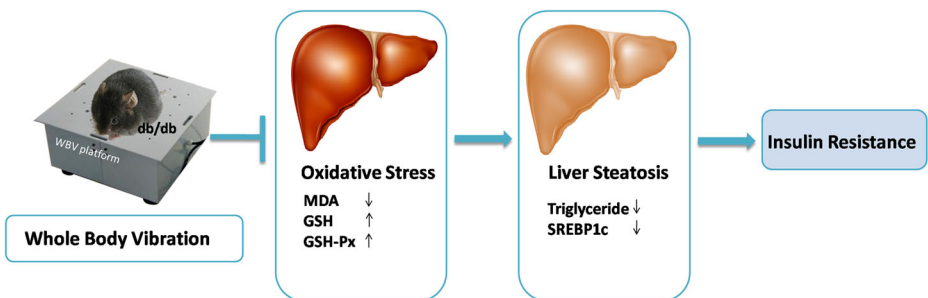 db/db
WBV platform
Whole Body Vibration
Oxidative Stress
MDA ↓
GSH ↑
GSH-Px ↑
Liver Steatosis
Triglyceride ↓
SREBP1c ↓
Insulin Resistance